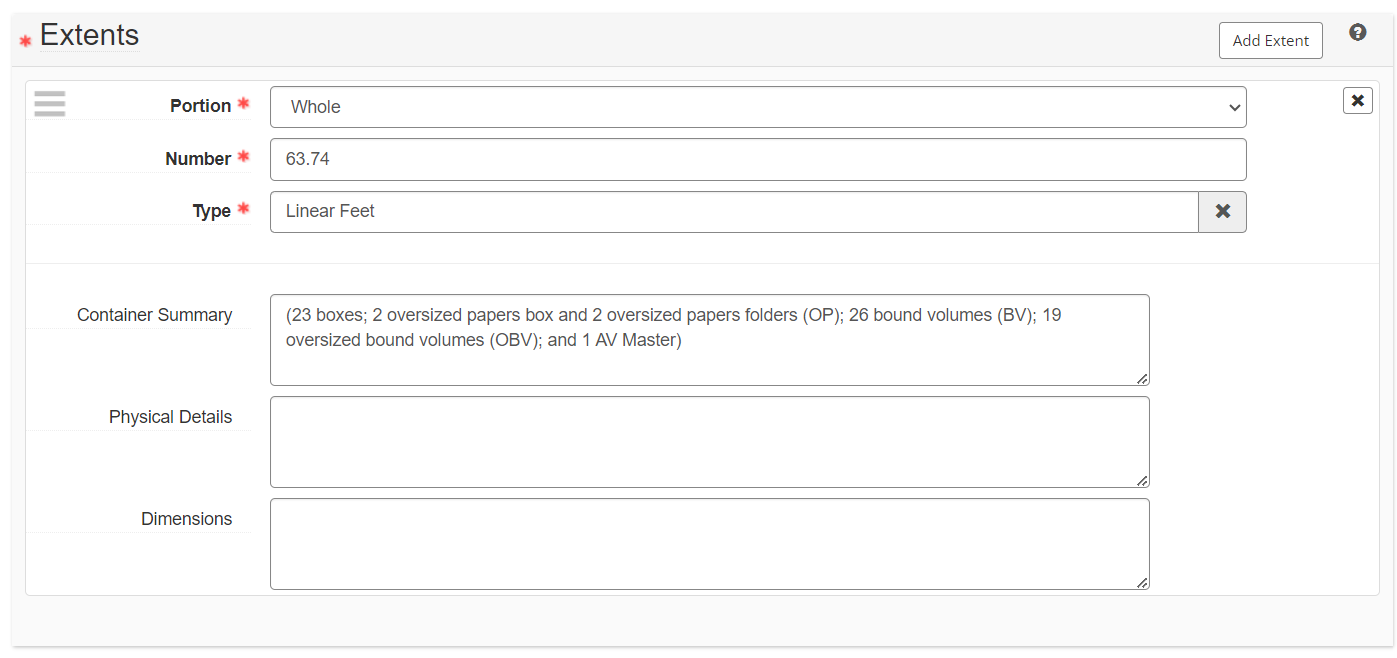 * Extents
Add Extent
?
Portion *
Whole
Number *
63.74
Type *
Linear Feet
Container Summary
(23 boxes; 2 oversized papers box and 2 oversized papers folders (OP); 26 bound volumes (BV); 19
oversized bound volumes (OBV); and 1 AV Master)
Physical Details
Dimensions